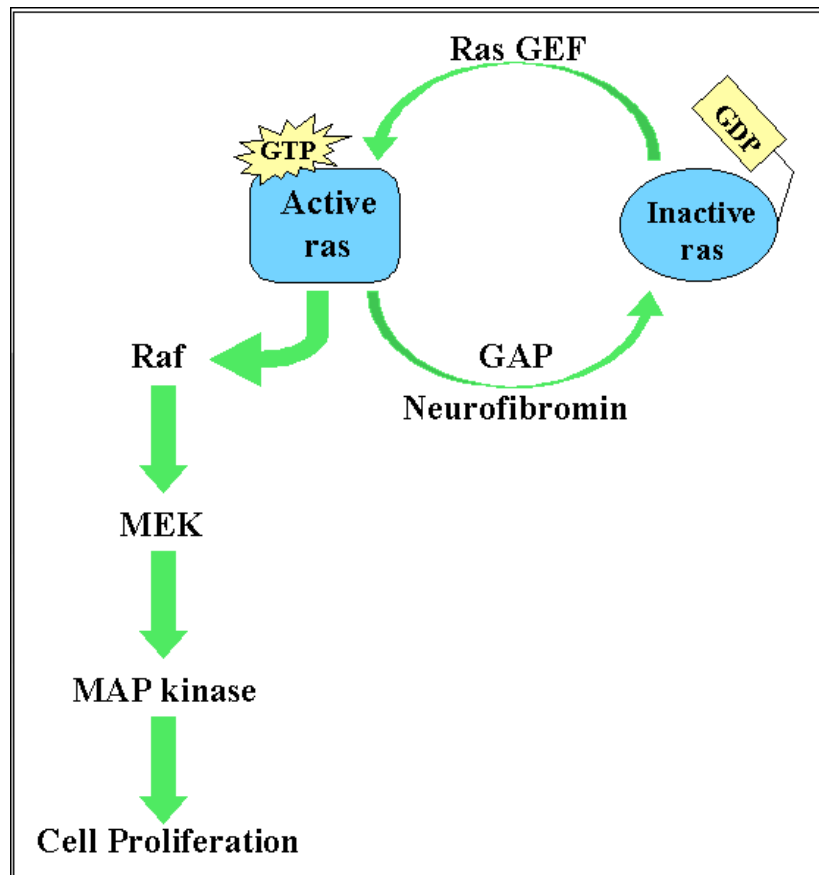 Ras GEF
GTP
GDP
Active
ras
Inactive
ras
Raf
GAP
Neurofibromin
MEK
MAP kinase
Cell Proliferation